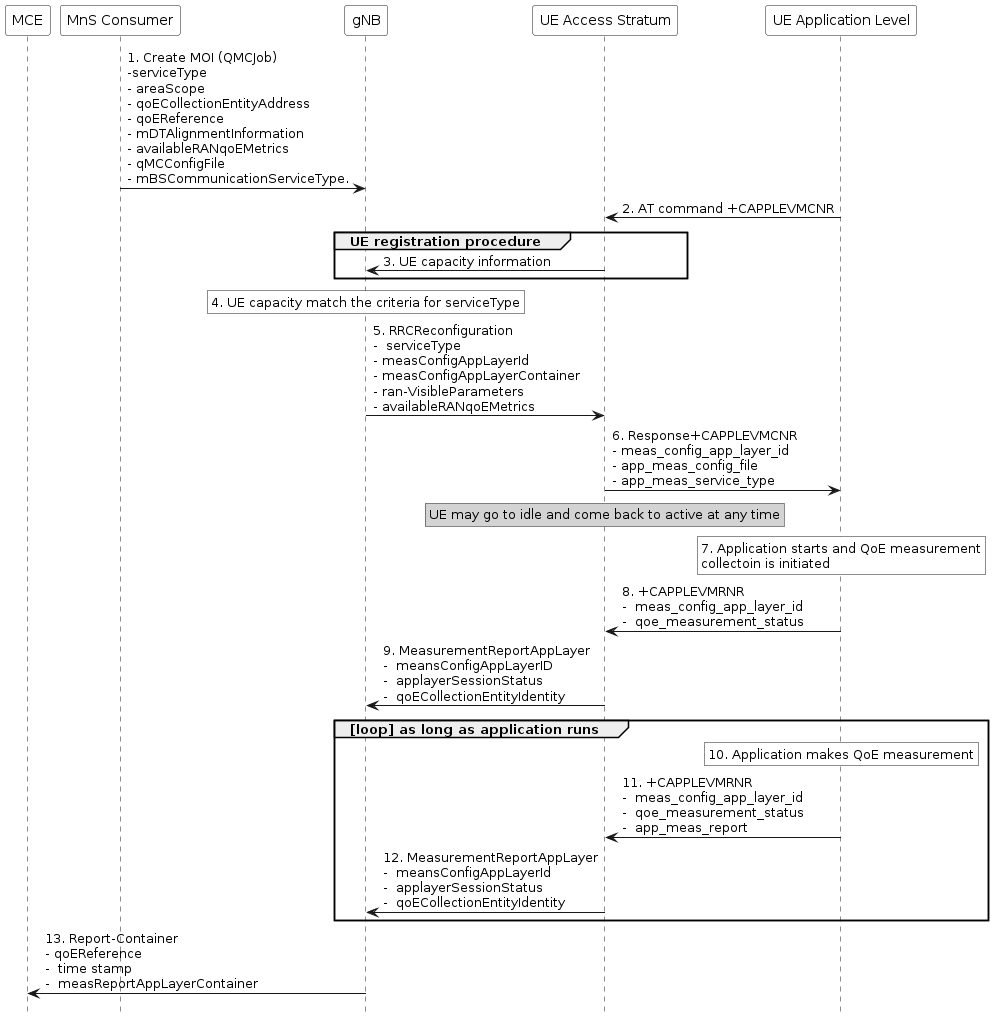 MCE
MnS Consumer
gNB
UE Access Stratum
UE Application Level
1. Create MOI (QMCJob)
-serviceType
- areaScope
- qoECollectionEntityAddress
- qoEReference
- mDTAlignmentInformation
- availableRANqoEMetrics
- qMCConfigFile
- mBSCommunicationServiceType.
2. AT command +CAPPLEVMCNR
UE registration procedure
3. UE capacity information
4. UE capacity match the criteria for serviceType
5. RRCReconfiguration
- serviceType
- measConfigAppLayerId
- measConfigAppLayerContainer
- ran-VisibleParameters
- availableRANqoEMetrics
6. Response+CAPPLEVMCNR
- meas_config_app_layer_id
- app_meas_config_file
- app_meas_service_type
UE may go to idle and come back to active at any time
7. Application starts and QoE measurement
collectoin is initiated
8. +CAPPLEVMRNR
- meas_config_app_layer_id
- qoe_measurement_status
9. MeasurementReportAppLayer
- meansConfigAppLayerID
- applayerSessionStatus
- qoECollectionEntityIdentity
[loop] as long as application runs
10. Application makes QoE measurement
11. +CAPPLEVMRNR
- meas_config_app_layer_id
- qoe_measurement_status
- app_meas_report
12. MeasurementReportAppLayer
- meansConfigAppLayerId
- applayerSessionStatus
- qoECollectionEntityIdentity
13. Report-Container
- qoEReference
- time stamp
- measReportAppLayerContainer